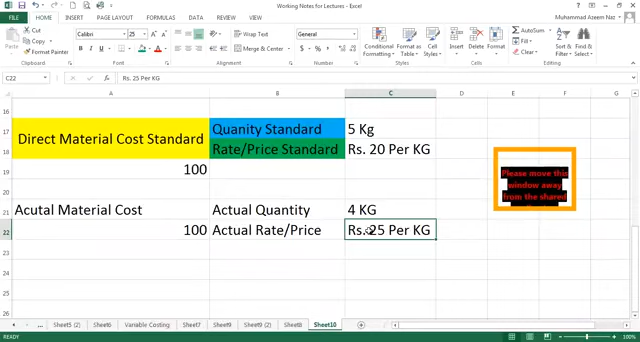 Working Notes for Lectures - Excel
Muhammad Azeem Naz
FILE HOME INSERT PAGE LAYOUT FORMULAS DATA REVIEW VIEW
Cut
Copy
Format Painter
Paste
Clipboard
Calibri 25
Font
Wrap Text
Merge & Center
Alignment
General
Number
Conditional Formatting
Format as Table
Cell Styles
Styles
Insert Delete Format
Cells
AutoSum
Fill
Clear
Sort & Filter
Find & Select
Editing
C22 fx Rs. 25 Per KG
A B C D E F G
16
17 Quanity Standard 5 Kg
Direct Material Cost Standard
18 Rate/Price Standard Rs. 20 Per KG
19 100
20
21 Acutal Material Cost Actual Quantity 4 KG
22 100 Actual Rate/Price Rs. 25 Per KG
23
24
25
26
Please move this
window away
from the shared
... Sheet5 (2) Sheet6 Variable Costing Sheet7 Sheet9 Sheet9 (2) Sheet8 Sheet10
READY 100%